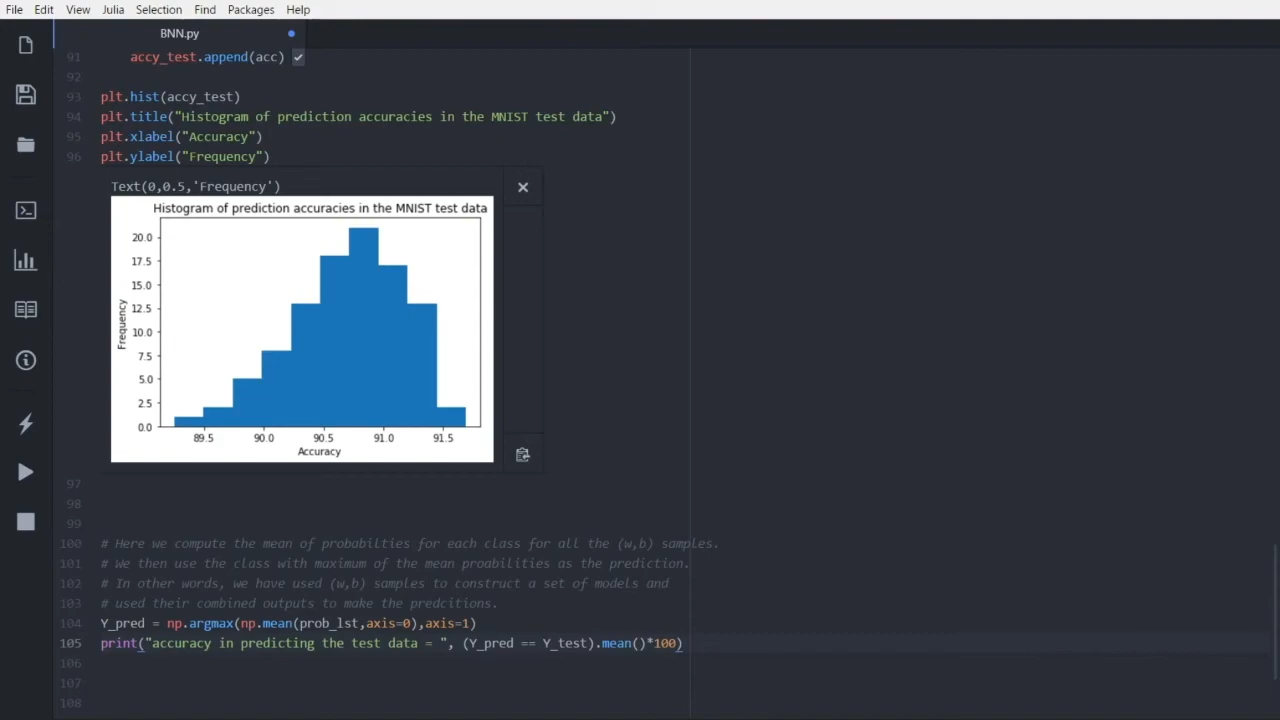 File Edit View Julia Selection Find Packages Help
BNN.py
91 accy_test.append(acc)
92
93 plt.hist(accy_test)
94 plt.title("Histogram of prediction accuracies in the MNIST test data")
95 plt.xlabel("Accuracy")
96 plt.ylabel("Frequency")
Text(0,0.5,'Frequency')
Histogram of prediction accuracies in the MNIST test data
20.0
17.5
15.0
12.5
10.0
7.5
5.0
2.5
0.0
Frequency
89.5 90.0 90.5 91.0 91.5
Accuracy
97
98
99
100 # Here we compute the mean of probabilties for each class for all the (w,b) samples.
101 # We then use the class with maximum of the mean proabilities as the prediction.
102 # In other words, we have used (w,b) samples to construct a set of models and
103 # used their combined outputs to make the predcitions.
104 Y_pred = np.argmax(np.mean(prob_lst,axis=0),axis=1)
105 print("accuracy in predicting the test data = ", (Y_pred == Y_test).mean()*100)
106
107
108